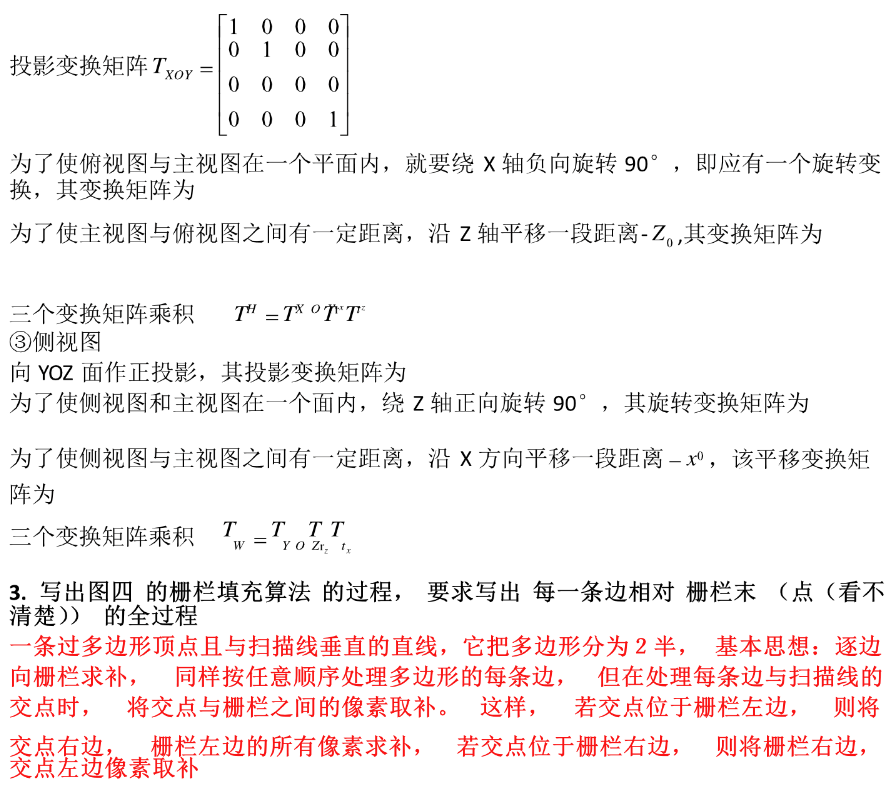 投影变换矩阵 T_{XOY} = \begin{bmatrix} 1 & 0 & 0 & 0 \\ 0 & 1 & 0 & 0 \\ 0 & 0 & 0 & 0 \\ 0 & 0 & 0 & 1 \end{bmatrix}
为了使俯视图与主视图在一个平面内，就要绕 X 轴负向旋转 90°，即应有一个旋转变
换，其变换矩阵为
为了使主视图与俯视图之间有一定距离，沿 Z 轴平移一段距离- Z_0 ,其变换矩阵为
三个变换矩阵乘积 T^H = T^{X O} T^{rx} T^{z}
③侧视图
向 YOZ 面作正投影，其投影变换矩阵为
为了使侧视图和主视图在一个面内，绕 Z 轴正向旋转 90°，其旋转变换矩阵为
为了使侧视图与主视图之间有一定距离，沿 X 方向平移一段距离 – x^0 ，该平移变换矩
阵为
三个变换矩阵乘积 T_W = T_{Y O Z} T_{r_z} T_{t_x}
3. 写出图四 的栅栏填充算法 的过程， 要求写出 每一条边相对 栅栏末 （点（看不
清楚）） 的全过程
一条过多边形顶点且与扫描线垂直的直线，它把多边形分为 2 半， 基本思想：逐边
向栅栏求补， 同样按任意顺序处理多边形的每条边， 但在处理每条边与扫描线的
交点时， 将交点与栅栏之间的像素取补。 这样， 若交点位于栅栏左边， 则将
交点右边， 栅栏左边的所有像素求补， 若交点位于栅栏右边， 则将栅栏右边，
交点左边像素取补